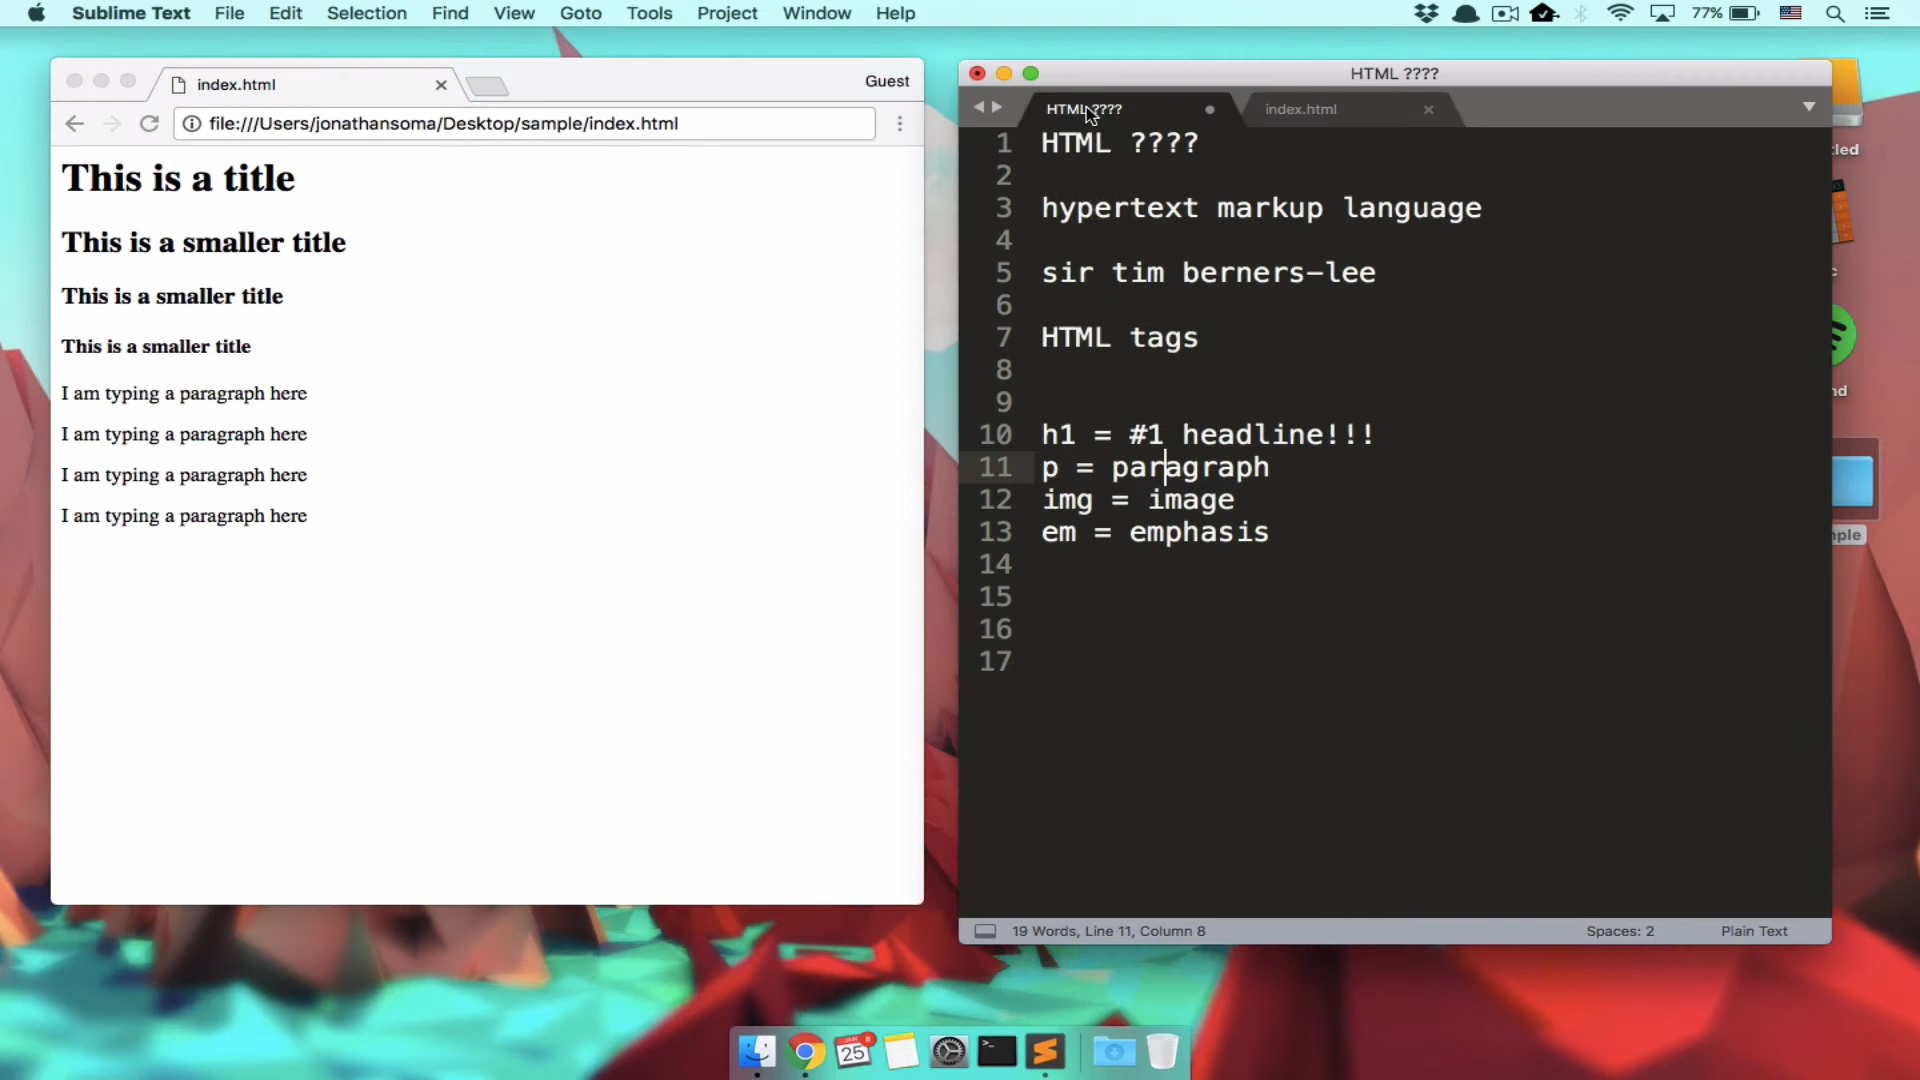 Sublime Text File Edit Selection Find View Goto Tools Project Window Help 77%
index.html Guest
file:///Users/jonathansoma/Desktop/sample/index.html
This is a title
This is a smaller title
This is a smaller title
This is a smaller title
I am typing a paragraph here
I am typing a paragraph here
I am typing a paragraph here
I am typing a paragraph here
HTML ????
HTML ???? index.html
1 HTML ????
2
3 hypertext markup language
4
5 sir tim berners-lee
6
7 HTML tags
8
9
10 h1 = #1 headline!!!
11 p = paragraph
12 img = image
13 em = emphasis
14
15
16
17
19 Words, Line 11, Column 8 Spaces: 2 Plain Text
JAN 25